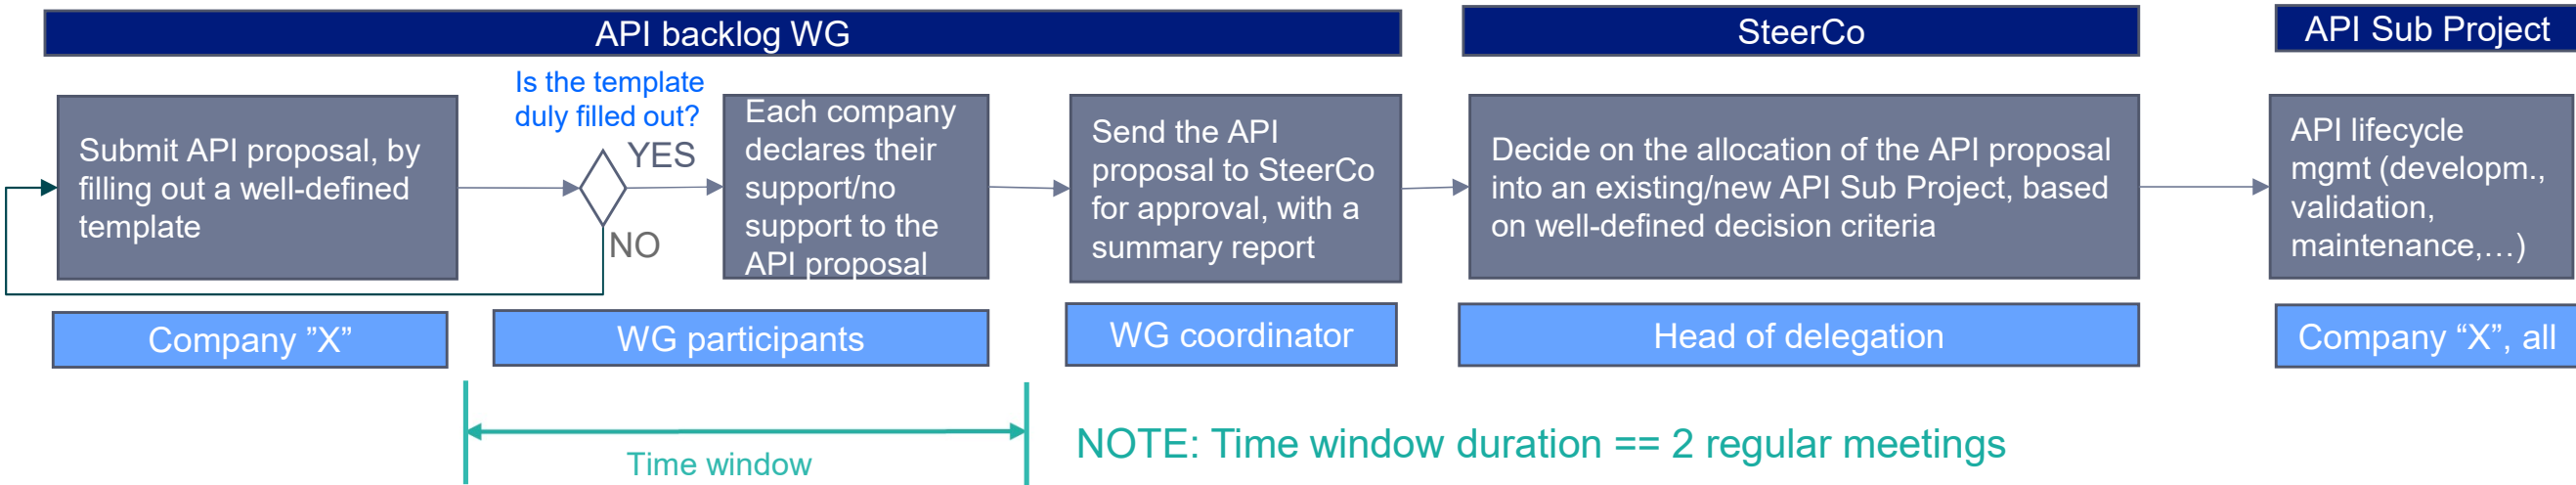 API backlog WG
SteerCo
API Sub Project
Submit API proposal, by
filling out a well-defined
template
Is the template
duly filled out?
YES
NO
Each company
declares their
support/no
support to the
API proposal
Send the API
proposal to SteerCo
for approval, with a
summary report
Decide on the allocation of the API proposal
into an existing/new API Sub Project, based
on well-defined decision criteria
API lifecycle
mgmt (developm.,
validation,
maintenance,…)
Company ”X”
WG participants
WG coordinator
Head of delegation
Company “X”, all
Time window
NOTE: Time window duration == 2 regular meetings